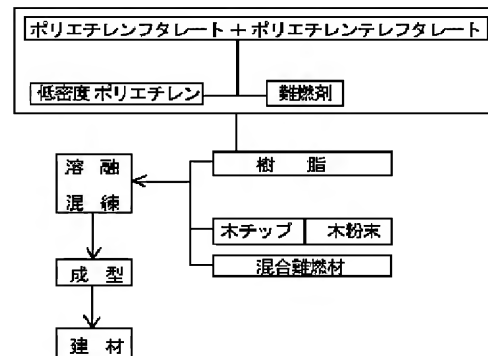 ポリエチレンフタレート＋ポリエチレンテレフタレート
低密度ポリエチレン 難燃剤
樹 脂
溶 融
混 練
木チップ 木粉末
混合難燃材
成 型
建 材